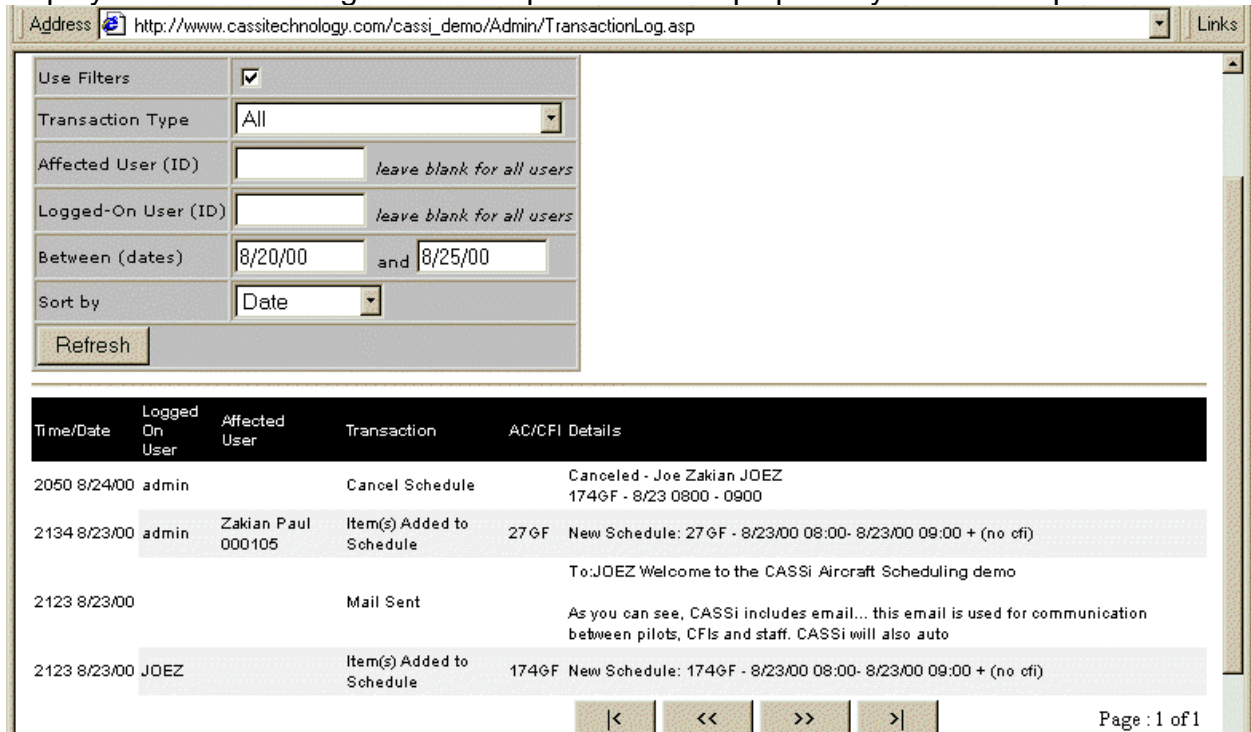 Address http://www.cassitechnology.com/cassi_demo/Admin/TransactionLog.asp Links
Use Filters
Transaction Type All
Affected User (ID) leave blank for all users
Logged-On User (ID) leave blank for all users
Between (dates) 8/20/00 and 8/25/00
Sort by Date
Refresh
Time/Date Logged On User Affected User Transaction AC/CFI Details
2050 8/24/00 admin Cancel Schedule Canceled - Joe Zakian JOEZ
174GF - 8/23 0800 - 0900
2134 8/23/00 admin Zakian Paul 000105 Item(s) Added to Schedule 27GF New Schedule: 27GF - 8/23/00 08:00- 8/23/00 09:00 + (no cfi)
2123 8/23/00 Mail Sent To:JOEZ Welcome to the CASSi Aircraft Scheduling demo
As you can see, CASSi includes email... this email is used for communication
between pilots, CFIs and staff. CASSi will also auto
2123 8/23/00 JOEZ Item(s) Added to Schedule 174GF New Schedule: 174GF - 8/23/00 08:00- 8/23/00 09:00 + (no cfi)
|< << >> >| Page : 1 of 1